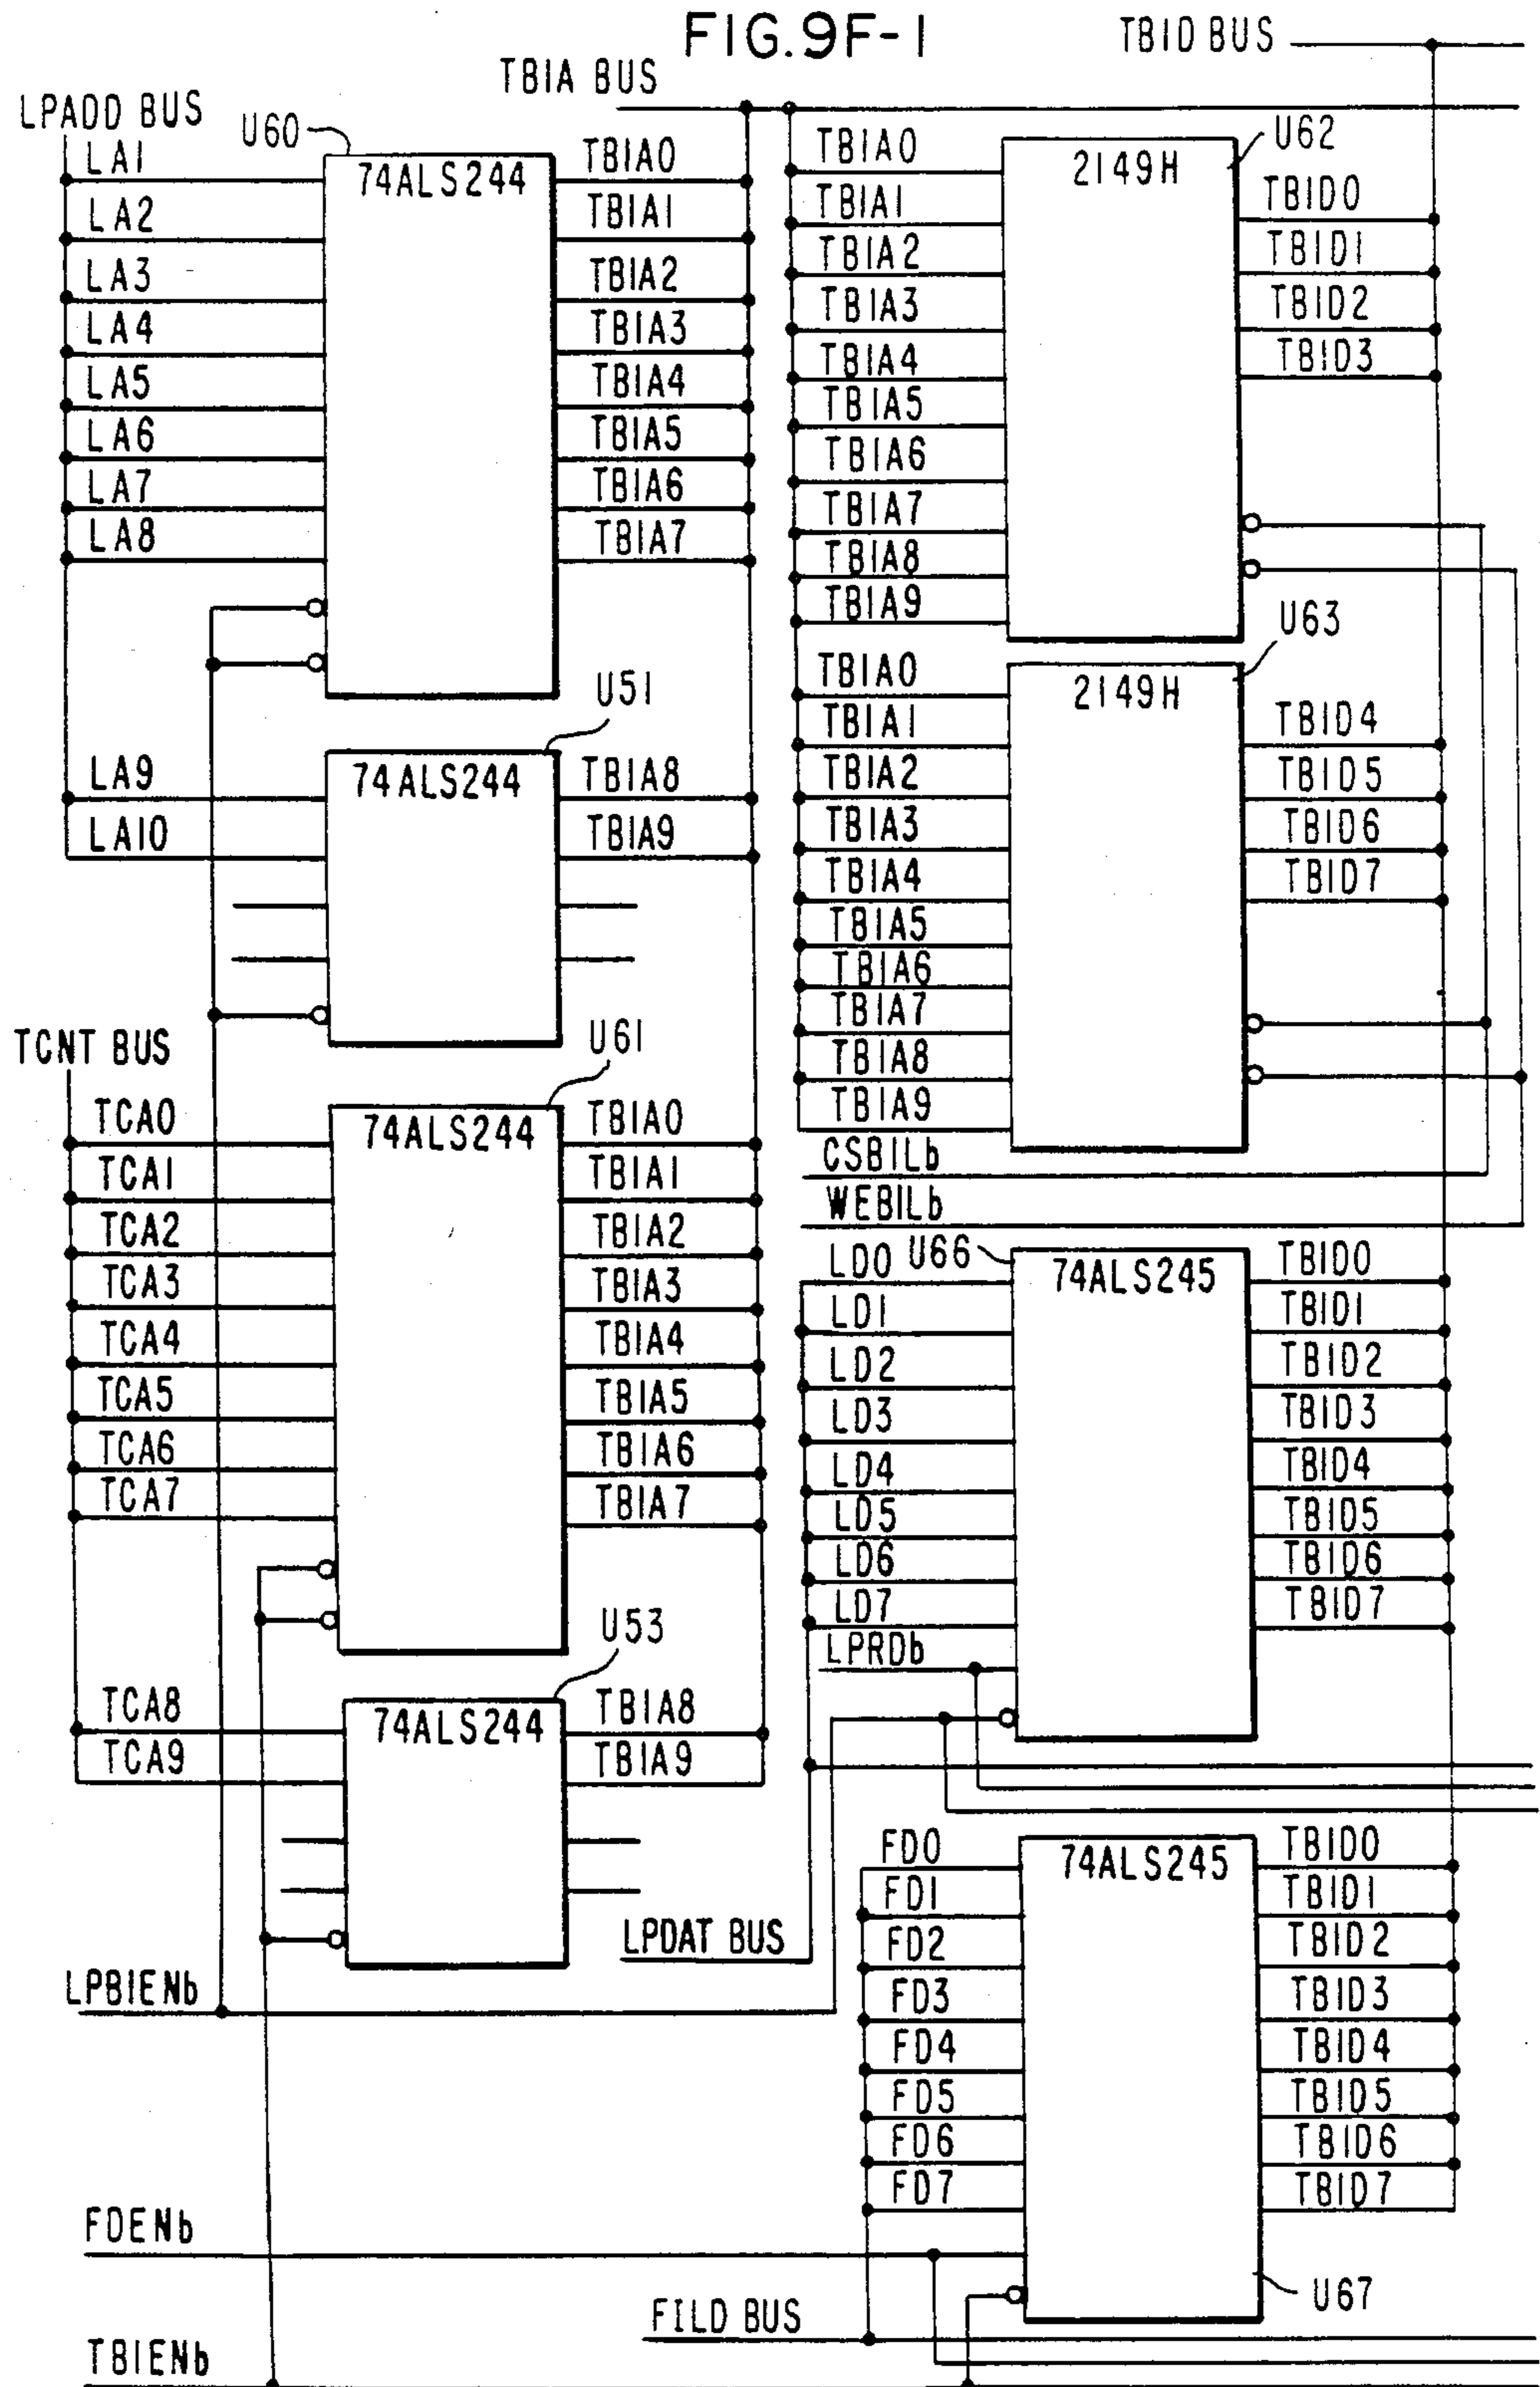 FIG.9F-1
TBID BUS
TBIA BUS
LPADD BUS
U60
74ALS244
LA1
LA2
LA3
LA4
LA5
LA6
LA7
LA8
TBIA0
TBIA1
TBIA2
TBIA3
TBIA4
TBIA5
TBIA6
TBIA7
U51
74ALS244
LA9
LA10
TBIA8
TBIA9
TCNT BUS
U61
74ALS244
TCA0
TCA1
TCA2
TCA3
TCA4
TCA5
TCA6
TCA7
TBIA0
TBIA1
TBIA2
TBIA3
TBIA4
TBIA5
TBIA6
TBIA7
U53
74ALS244
TCA8
TCA9
TBIA8
TBIA9
LPBIENb
FDENb
TBIENb
U62
2149H
TBIA0
TBIA1
TBIA2
TBIA3
TBIA4
TBIA5
TBIA6
TBIA7
TBIA8
TBIA9
TBID0
TBID1
TBID2
TBID3
U63
2149H
TBIA0
TBIA1
TBIA2
TBIA3
TBIA4
TBIA5
TBIA6
TBIA7
TBIA8
TBIA9
TBID4
TBID5
TBID6
TBID7
CSBILb
WEBILb
U66
74ALS245
LD0
LD1
LD2
LD3
LD4
LD5
LD6
LD7
LPRDb
TBID0
TBID1
TBID2
TBID3
TBID4
TBID5
TBID6
TBID7
LPDAT BUS
74ALS245
FD0
FD1
FD2
FD3
FD4
FD5
FD6
FD7
TBID0
TBID1
TBID2
TBID3
TBID4
TBID5
TBID6
TBID7
U67
FILD BUS